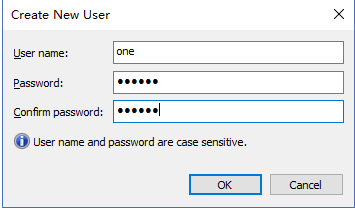 Create New User
User name: one
Password: ●●●●●●
Confirm password: ●●●●●●
User name and password are case sensitive.
OK Cancel